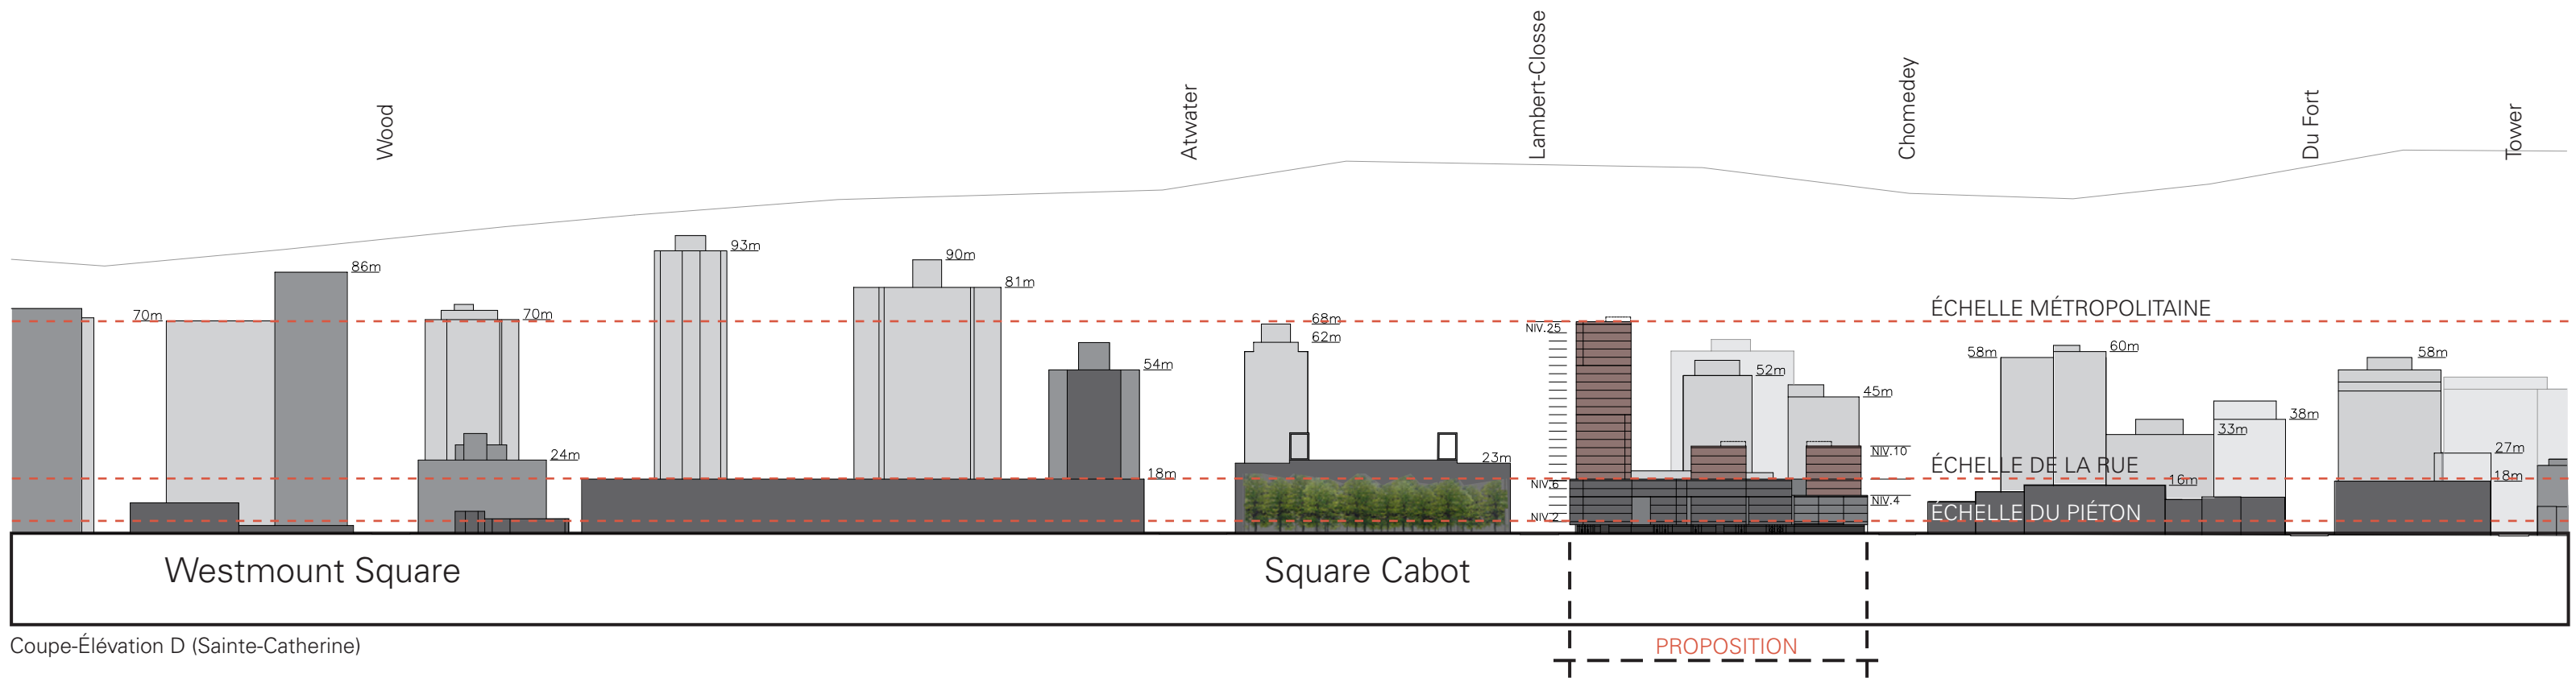 Wood
Atwater
Lambert-Closse
Chomedey
Du Fort
Tower
93m
90m
86m
81m
70m
70m
68m
62m
54m
24m
18m
23m
NIV.25
NIV.6
NIV.2
52m
45m
NIV.10
NIV.4
ÉCHELLE MÉTROPOLITAINE
58m
60m
58m
38m
33m
27m
ÉCHELLE DE LA RUE
16m
18m
ÉCHELLE DU PIÉTON
Westmount Square
Square Cabot
Coupe-Élévation D (Sainte-Catherine)
PROPOSITION